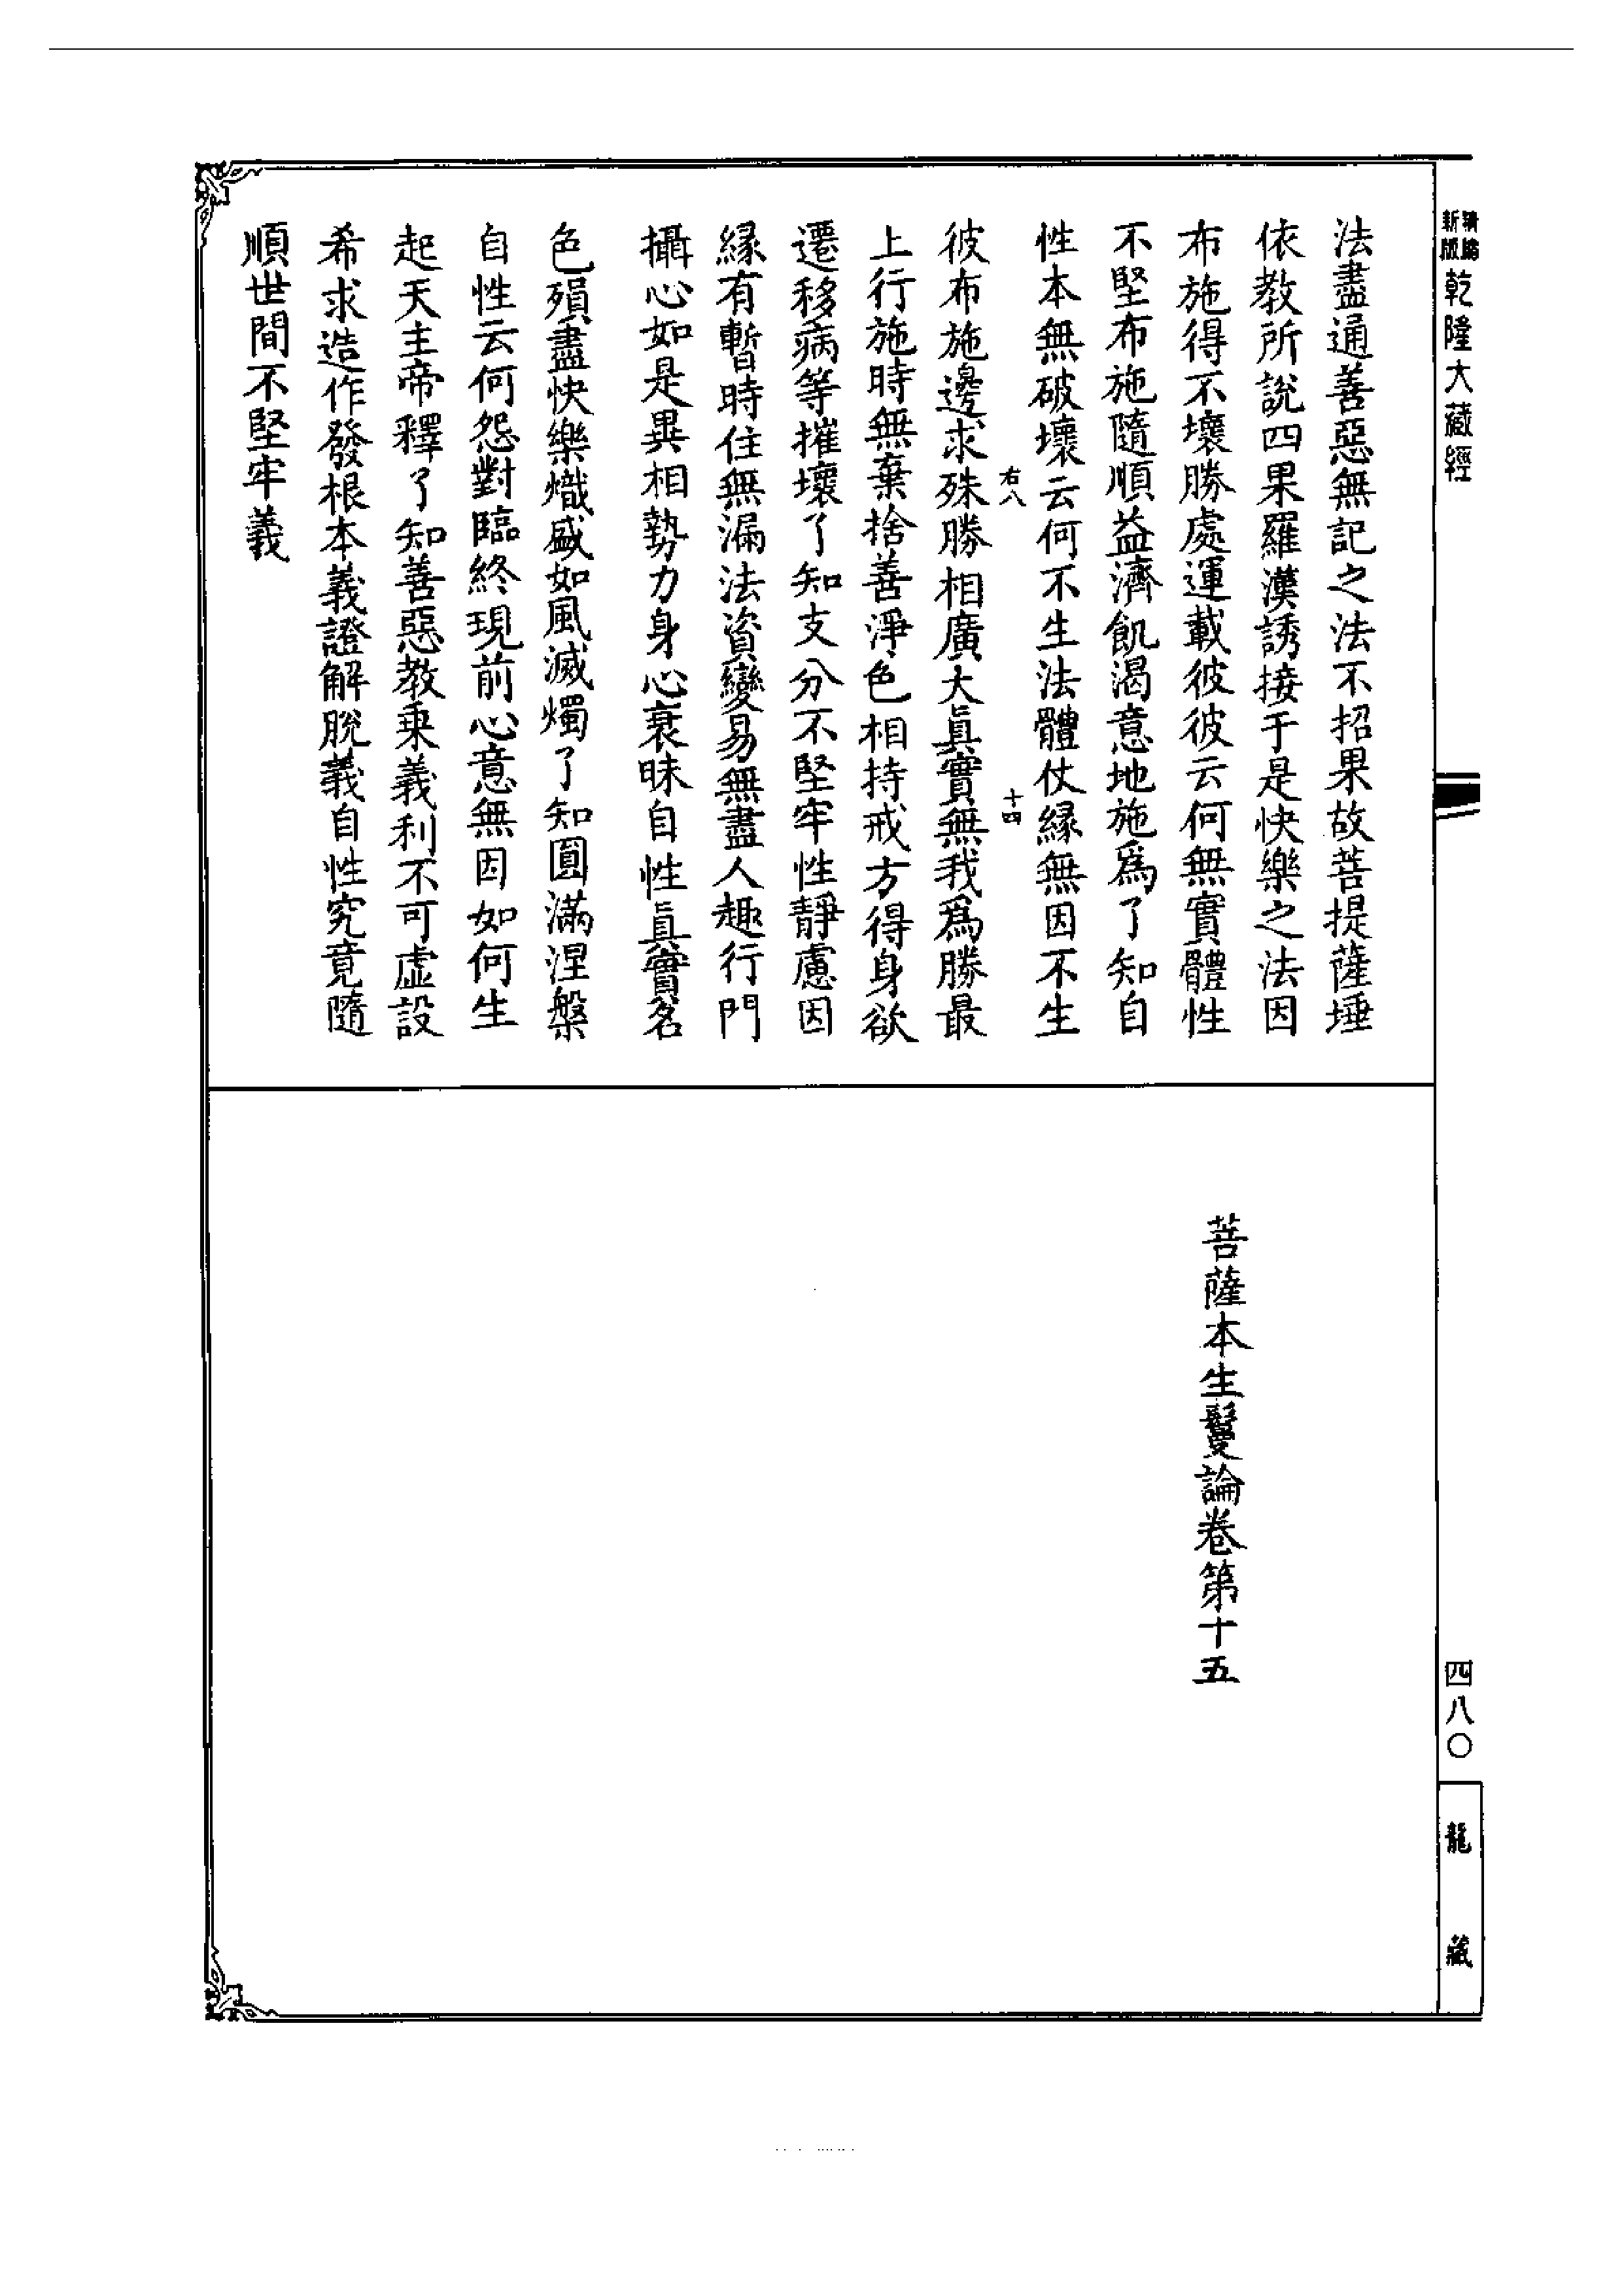 新編
新版
乾隆大藏經
法盡通善惡無記之法不招果故菩提薩埵
依教所說四果羅漢誘接于是快樂之法因
布施得不壞勝處運載彼彼云何無實體性
不堅布施隨順益濟飢渴意地施為了知自
性本無破壞云何不生法體仗緣無因不生
右八
十四
彼布施邊求殊勝相廣大眞實無我為勝最
上行施時無棄捨善淨色相持戒方得身欲
遷移病等摧壞了知支分不堅牢性靜慮因
緣有暫時住無漏法資變易無盡人趣行門
攝心如是異相勢力身心衰昧自性眞實名
色殞盡快樂熾盛如風滅燭了知圓滿涅槃
自性云何怨對臨終現前心意無因如何生
起天主帝釋了知善惡教乗義利不可虛設
希求造作發根本義證解脫義自性究竟隨
順世間不堅牢義
菩薩本生鬘論卷第十五
四八〇
龍藏